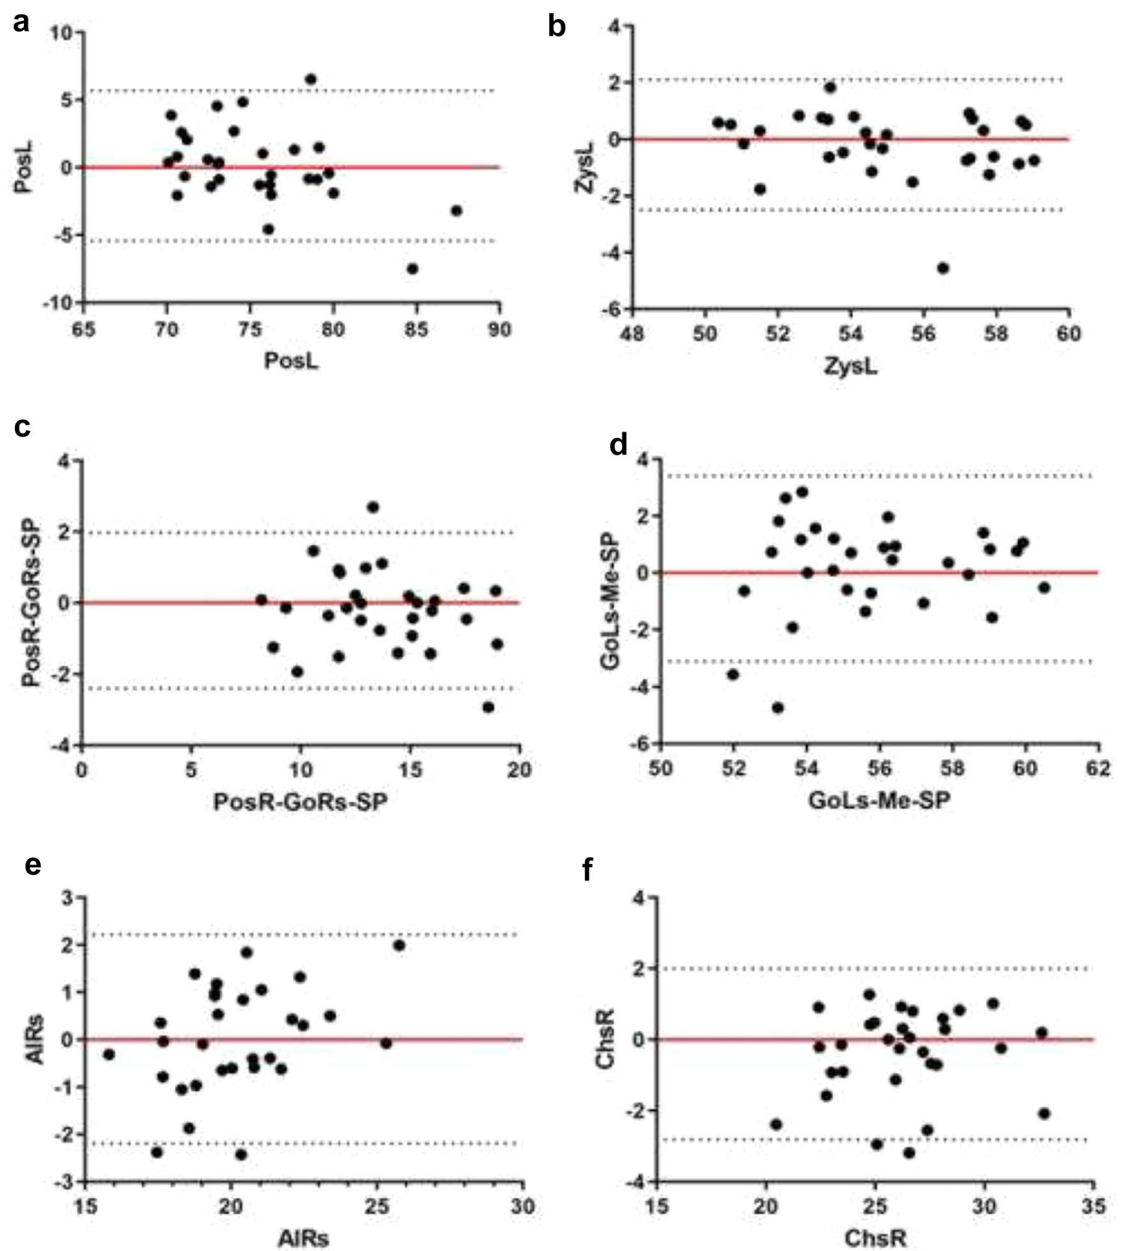 a
10
5
0
-5
-10
PosL
65 70 75 80 85 90
PosL
b
4
2
0
-2
-4
-6
ZysL
48 50 52 54 56 58 60
ZysL
c
4
2
0
-2
-4
PosR-GoRs-SP
0 5 10 15 20
PosR-GoRs-SP
d
4
2
0
-2
-4
-6
GoLs-Me-SP
50 52 54 56 58 60 62
GoLs-Me-SP
e
3
2
1
0
-1
-2
-3
AlRs
15 20 25 30
AlRs
f
4
2
0
-2
-4
ChsR
15 20 25 30 35
ChsR